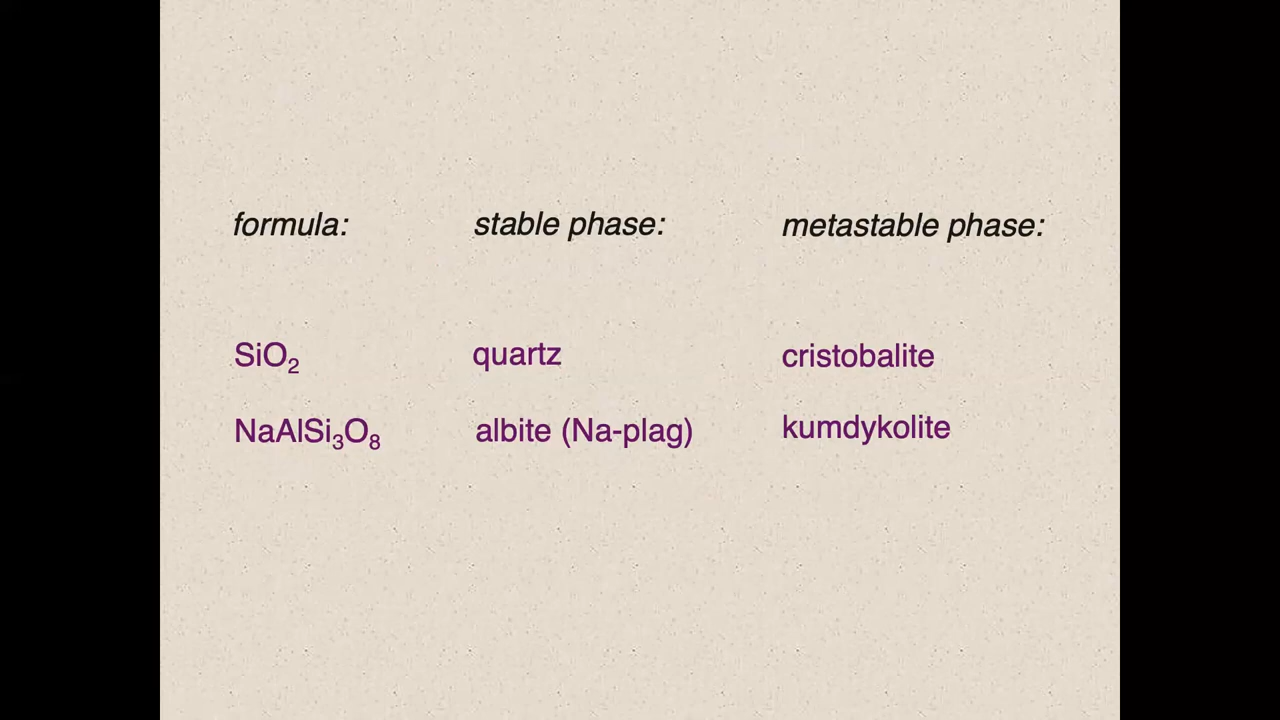 formula: stable phase: metastable phase:
SiO₂ quartz cristobalite
NaAlSi₃O₈ albite (Na-plag) kumdykolite